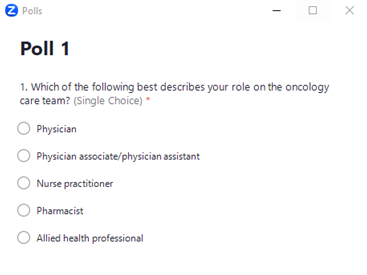 Polls
Poll 1
1. Which of the following best describes your role on the oncology
care team? (Single Choice) *
Physician
Physician associate/physician assistant
Nurse practitioner
Pharmacist
Allied health professional